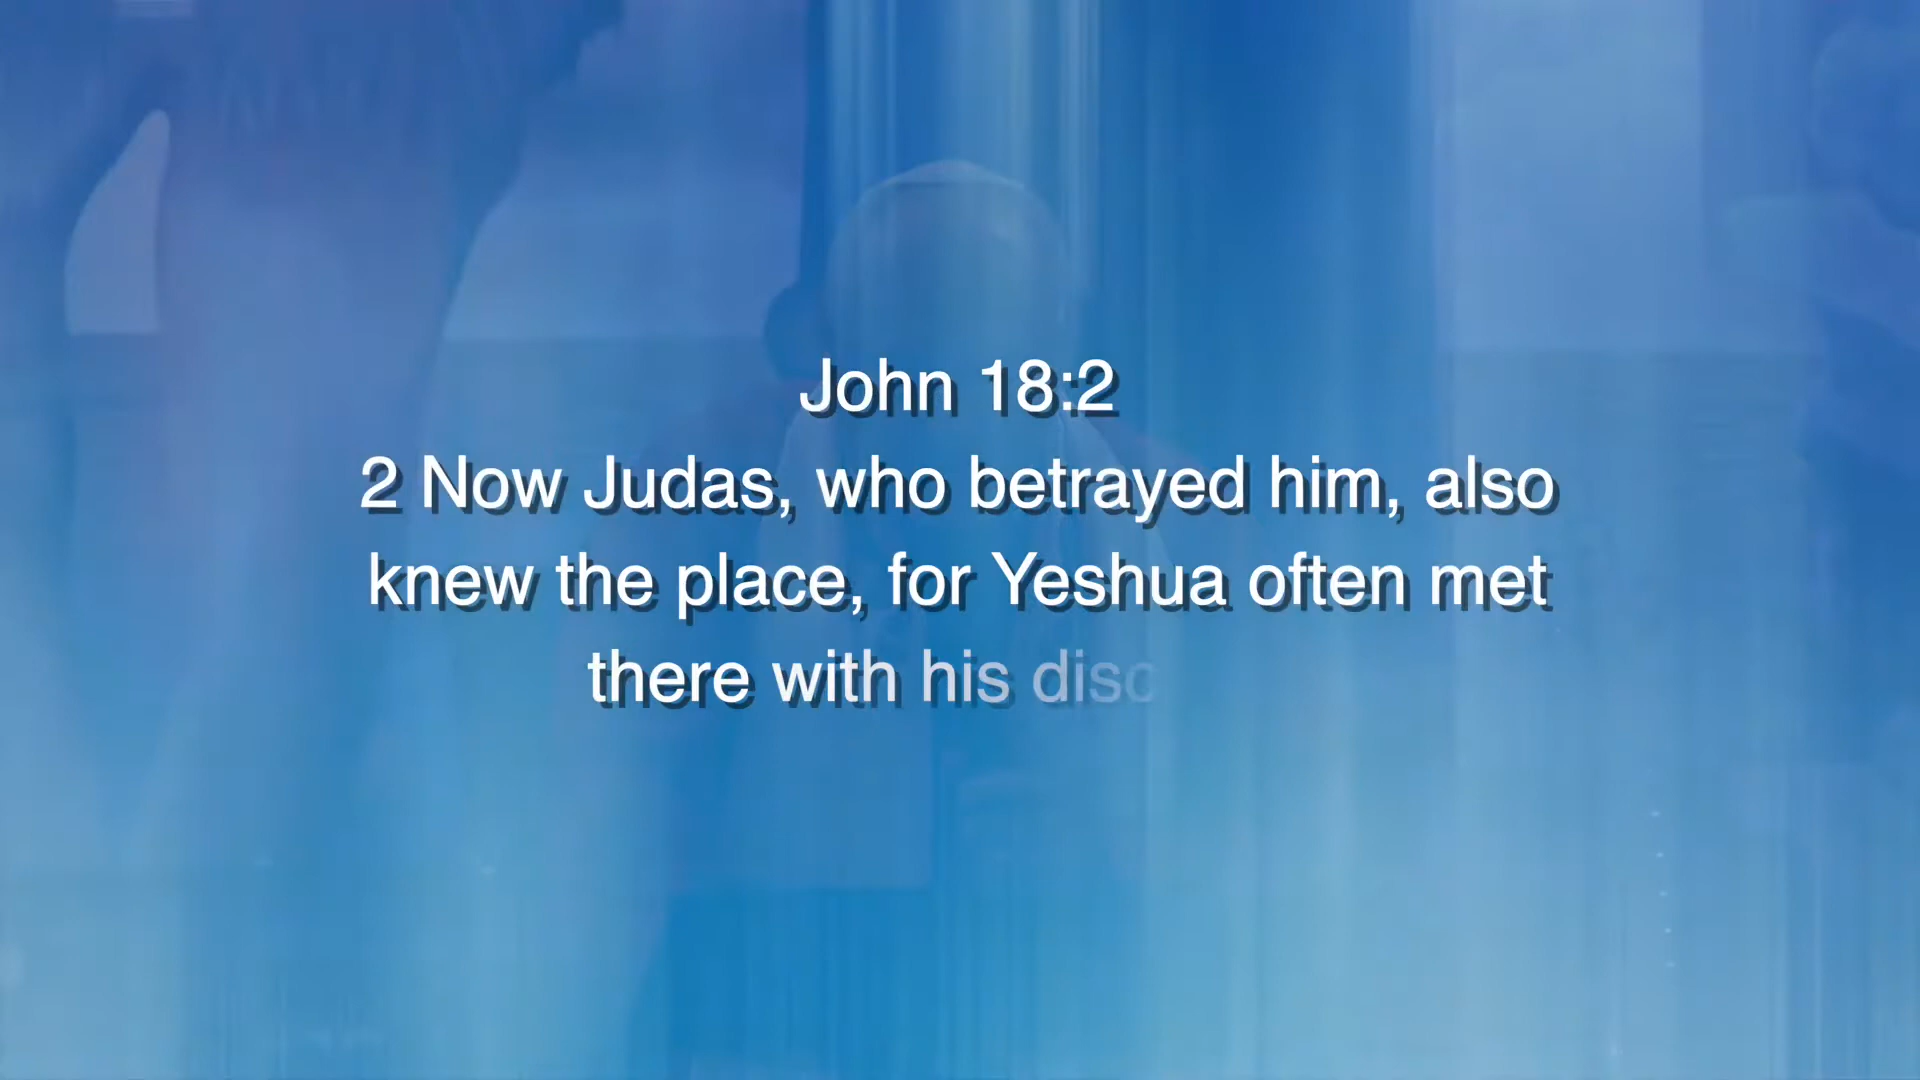 John 18:2
2 Now Judas, who betrayed him, also
knew the place, for Yeshua often met
there with his disc